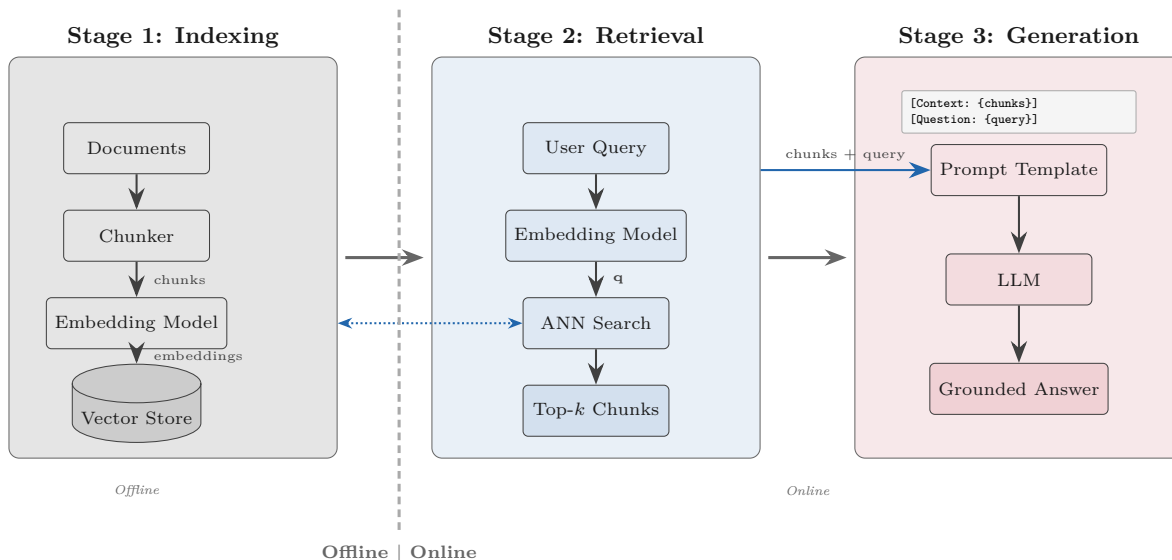 Stage 1: Indexing
Documents
Chunker
chunks
Embedding Model
embeddings
Vector Store
Offline
Stage 2: Retrieval
User Query
Embedding Model
q
ANN Search
Top-k Chunks
chunks + query
Stage 3: Generation
[Context: {chunks}]
[Question: {query}]
Prompt Template
LLM
Grounded Answer
Online
Offline | Online